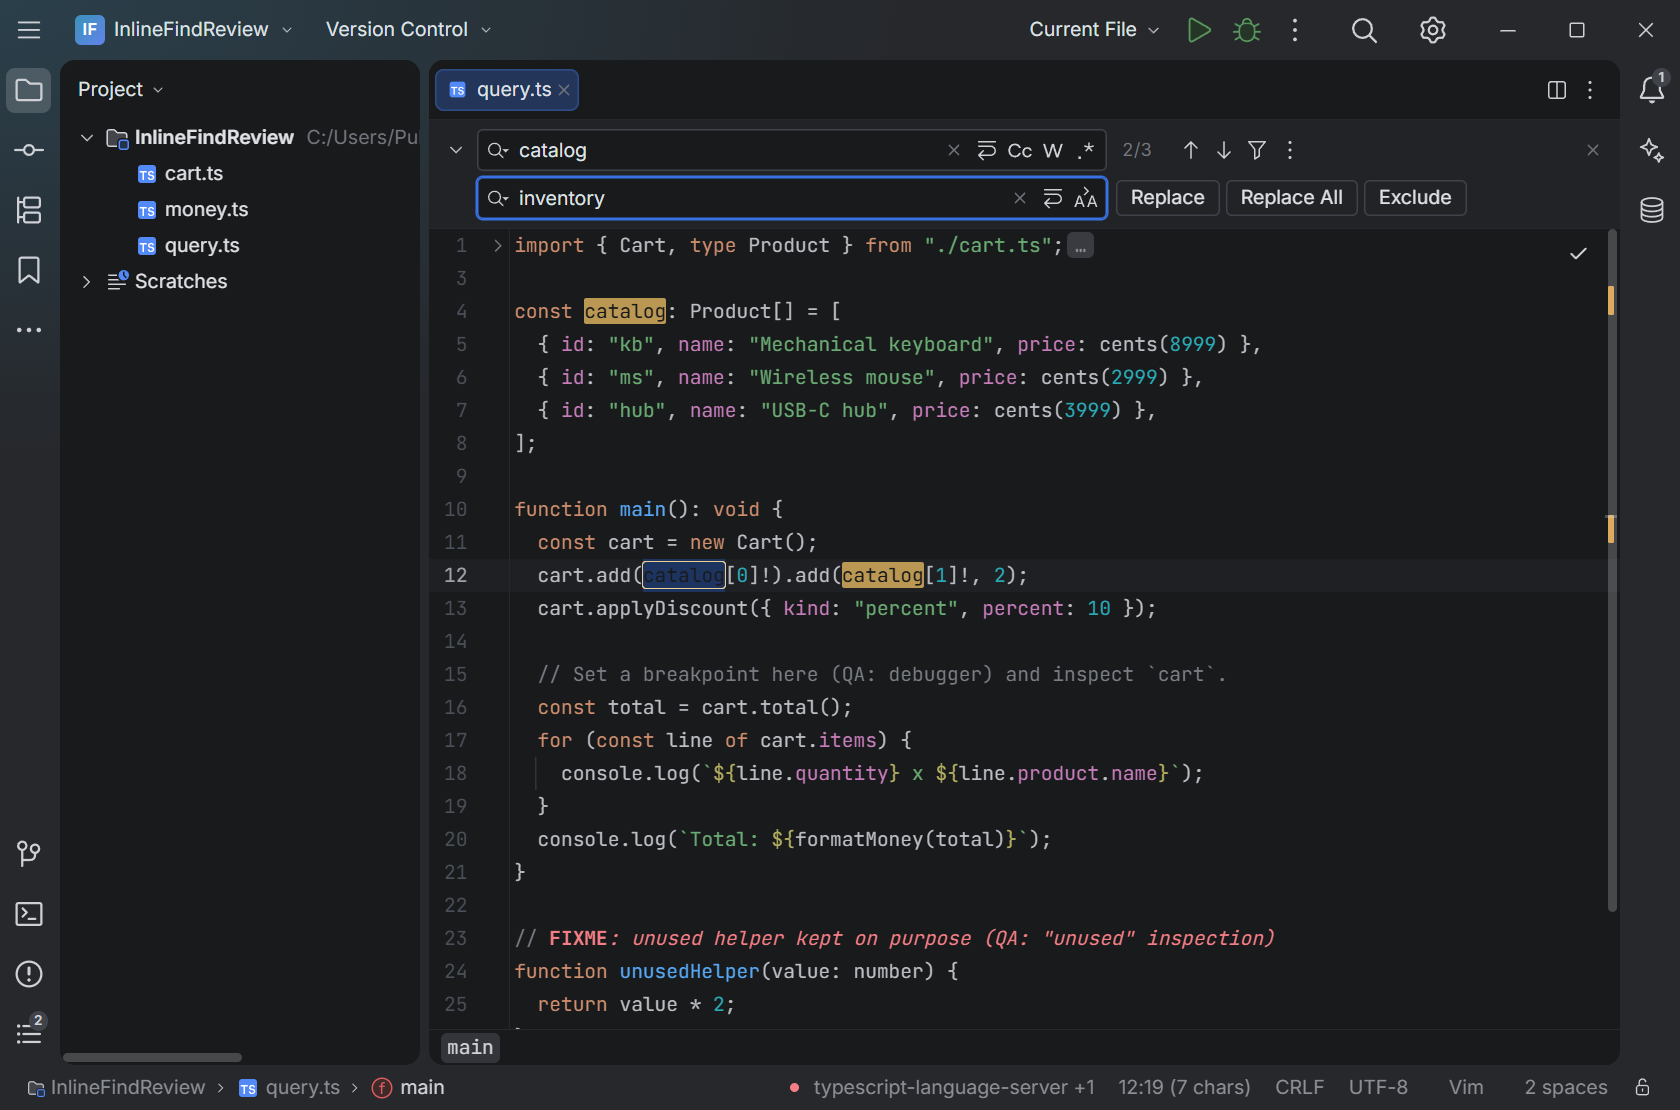 IF InlineFindReview Version Control Current File
Project
query.ts
1
InlineFindReview C:/Users/Pu
cart.ts
money.ts
query.ts
Scratches
catalog Cc W .* 2/3
inventory Replace Replace All Exclude
1 import { Cart, type Product } from "./cart.ts";…
3
4 const catalog: Product[] = [
5 { id: "kb", name: "Mechanical keyboard", price: cents(8999) },
6 { id: "ms", name: "Wireless mouse", price: cents(2999) },
7 { id: "hub", name: "USB-C hub", price: cents(3999) },
8 ];
9
10 function main(): void {
11 const cart = new Cart();
12 cart.add(catalog[0]!).add(catalog[1]!, 2);
13 cart.applyDiscount({ kind: "percent", percent: 10 });
14
15 // Set a breakpoint here (QA: debugger) and inspect `cart`.
16 const total = cart.total();
17 for (const line of cart.items) {
18 console.log(`${line.quantity} x ${line.product.name}`);
19 }
20 console.log(`Total: ${formatMoney(total)}`);
21 }
22
23 // FIXME: unused helper kept on purpose (QA: "unused" inspection)
24 function unusedHelper(value: number) {
25 return value * 2;
2
main
InlineFindReview > query.ts > main typescript-language-server +1 12:19 (7 chars) CRLF UTF-8 Vim 2 spaces